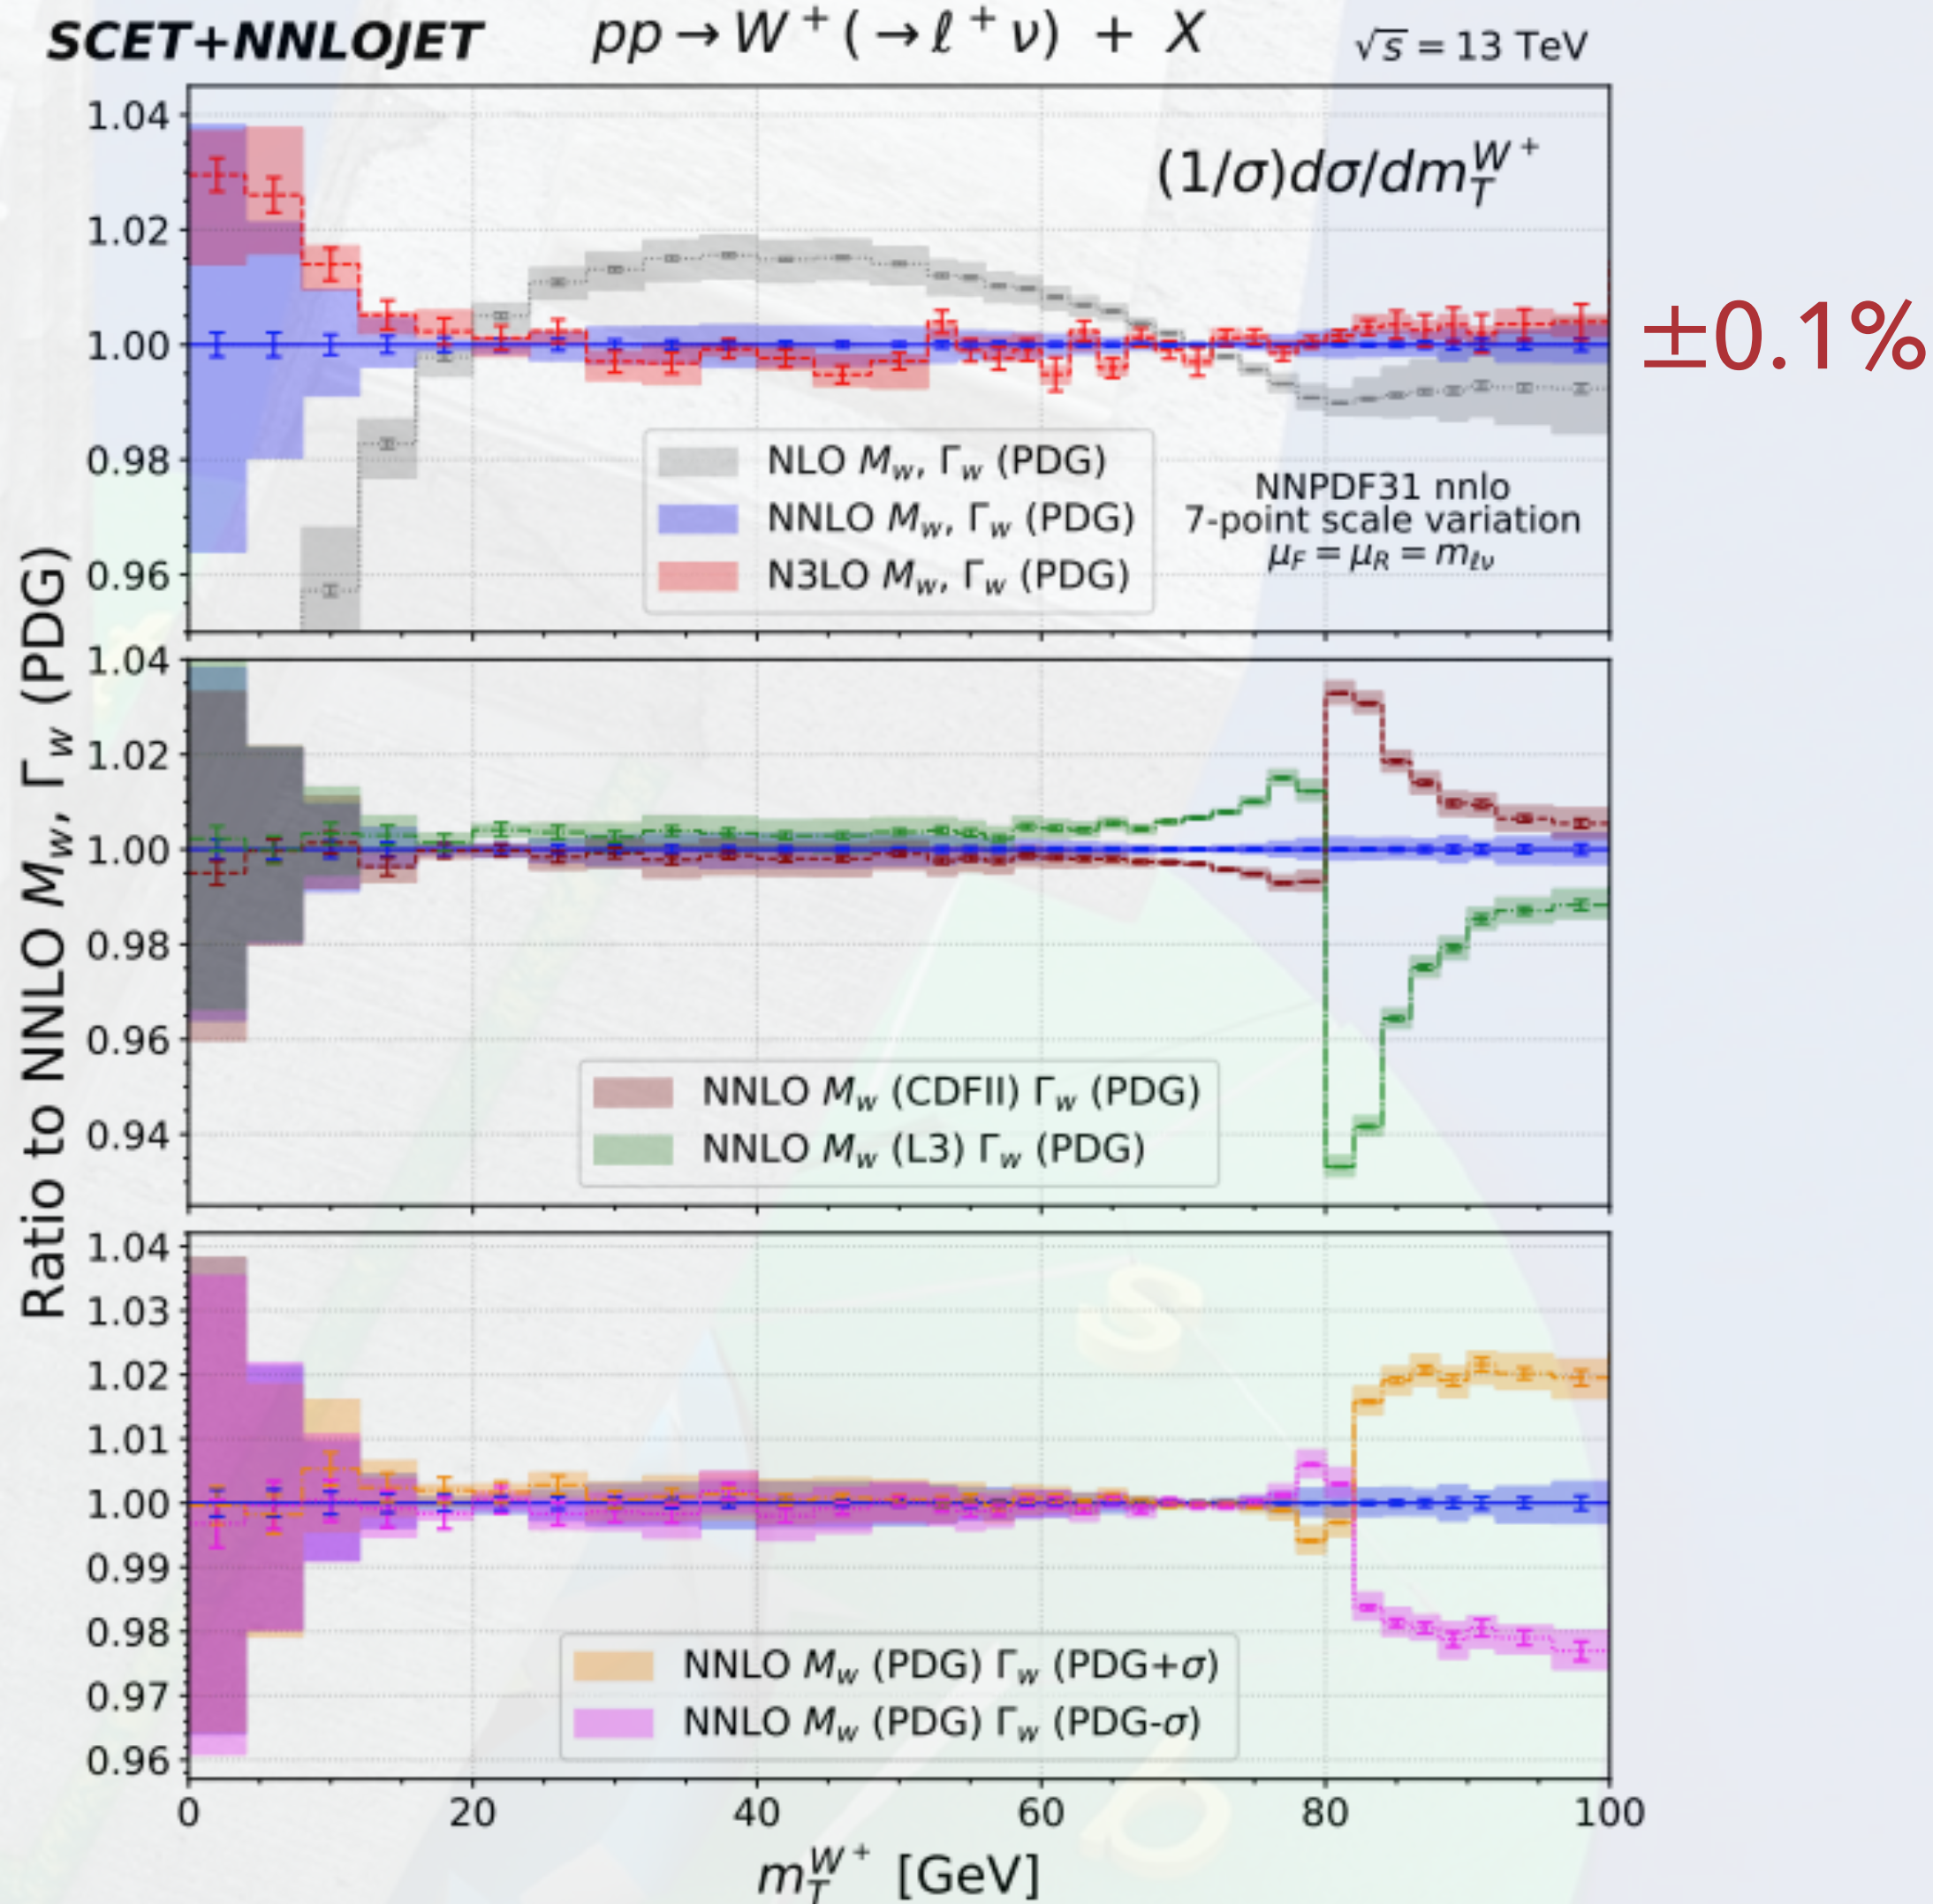 SCET+NNLOJET pp → W⁺(→ ℓ⁺ν) + X √s = 13 TeV
Ratio to NNLO M_w, Γ_w (PDG)
1.04
1.02
1.00
0.98
0.96
(1/σ)dσ/dm_T^{W⁺}
±0.1%
NLO M_w, Γ_w (PDG)
NNLO M_w, Γ_w (PDG)
N3LO M_w, Γ_w (PDG)
NNPDF31 nnlo
7-point scale variation
μ_F = μ_R = m_{ℓν}
1.04
1.02
1.00
0.98
0.96
0.94
NNLO M_w (CDFII) Γ_w (PDG)
NNLO M_w (L3) Γ_w (PDG)
1.04
1.03
1.02
1.01
1.00
0.99
0.98
0.97
0.96
s
b
NNLO M_w (PDG) Γ_w (PDG+σ)
NNLO M_w (PDG) Γ_w (PDG-σ)
0 20 40 60 80 100
m_T^{W⁺} [GeV]